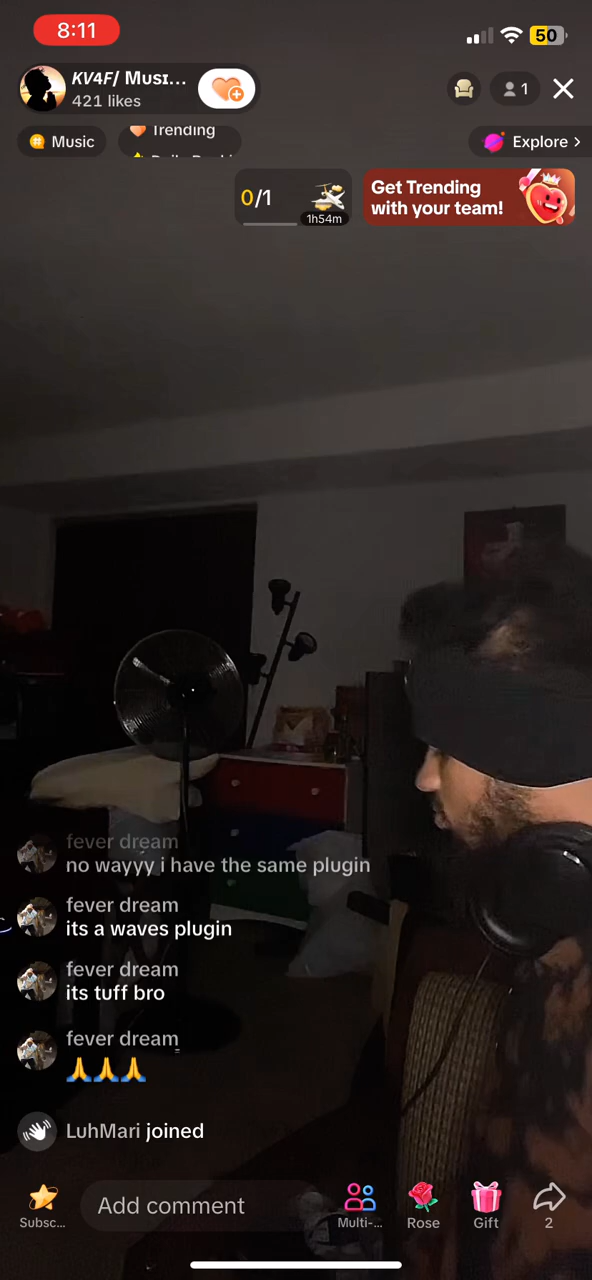 8:11
50
KV4F/ Musɪ...
421 likes
1
Music
Trending
Explore >
0/1
1h54m
Get Trending
with your team!
fever dream
no wayyy i have the same plugin
fever dream
its a waves plugin
fever dream
its tuff bro
fever dream
🙏🙏🙏
LuhMari joined
Subsc...
Add comment
Multi-...
Rose
Gift
2